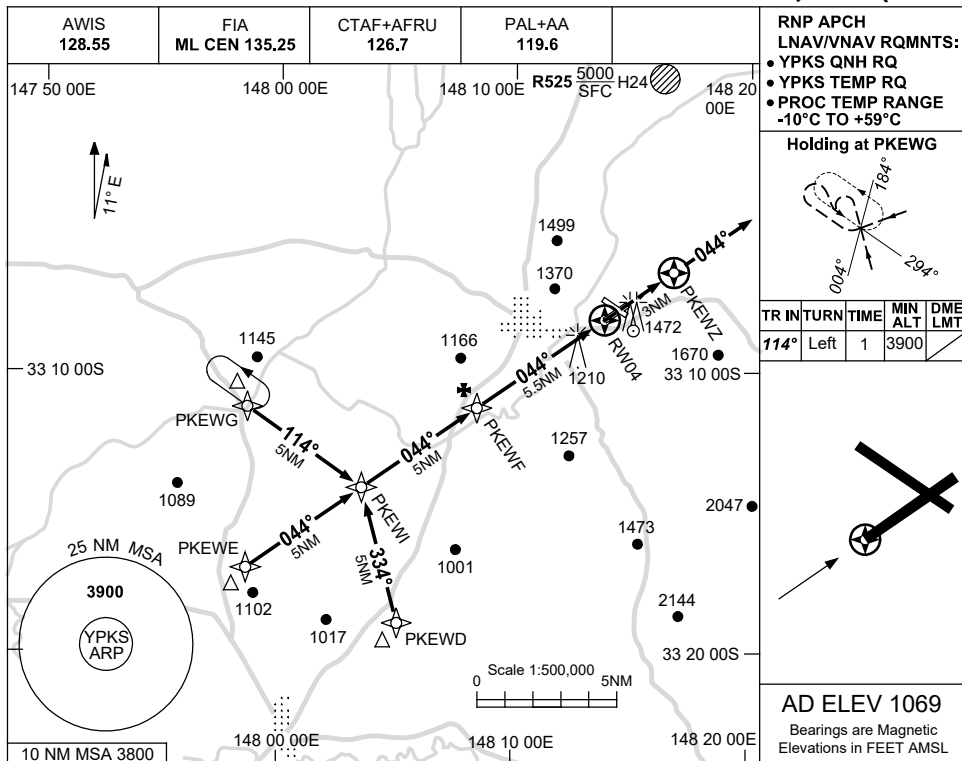 AWIS
128.55
FIA
ML CEN 135.25
CTAF+AFRU
126.7
PAL+AA
119.6
RNP APCH
LNAV/VNAV RQMNTS:
• YPKS QNH RQ
• YPKS TEMP RQ
• PROC TEMP RANGE
-10°C TO +59°C
147 50 00E
148 00 00E
148 10 00E
R525 5000 SFC H24
148 20 00E
11° E
Holding at PKEWG
184°
004°
294°
TR IN TURN TIME MIN ALT DME LMT
114° Left 1 3900
1499
1370
044°
PKEWZ
3NM
1472
RW04
1670
1145
33 10 00S
1166
044°
5.5NM
1210
33 10 00S
PKEWG
114°
5NM
044°
5NM
PKEWF
1257
1089
PKEWI
2047
PKEWE
044°
5NM
1473
25 NM MSA
3900
1001
334°
5NM
1102
2144
1017
PKEWD
YPKS
ARP
33 20 00S
Scale 1:500,000
0 5NM
AD ELEV 1069
Bearings are Magnetic
Elevations in FEET AMSL
148 00 00E
148 10 00E
148 20 00E
10 NM MSA 3800